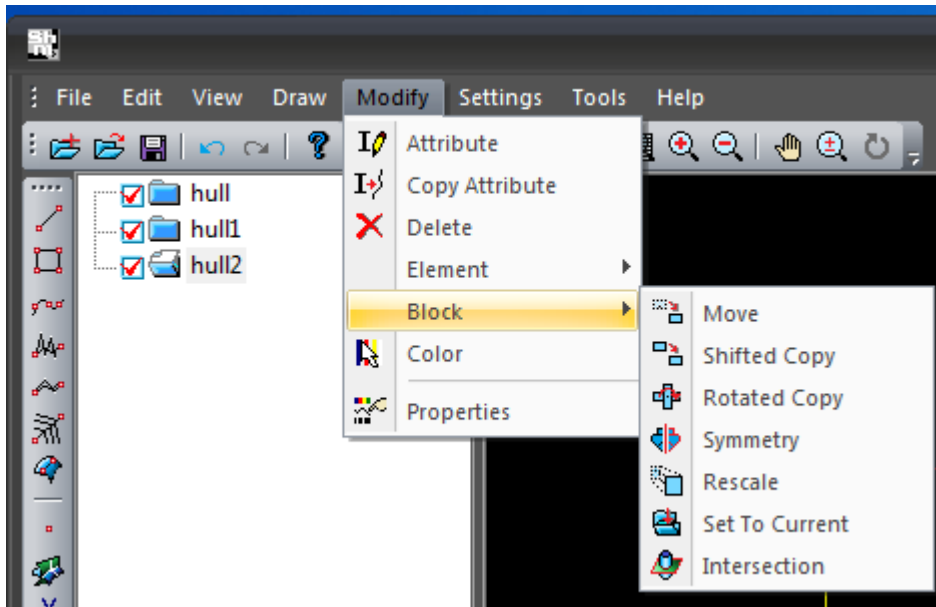 File Edit View Draw Modify Settings Tools Help
hull
hull1
hull2
Attribute
Copy Attribute
Delete
Element
Block
Color
Properties
Move
Shifted Copy
Rotated Copy
Symmetry
Rescale
Set To Current
Intersection